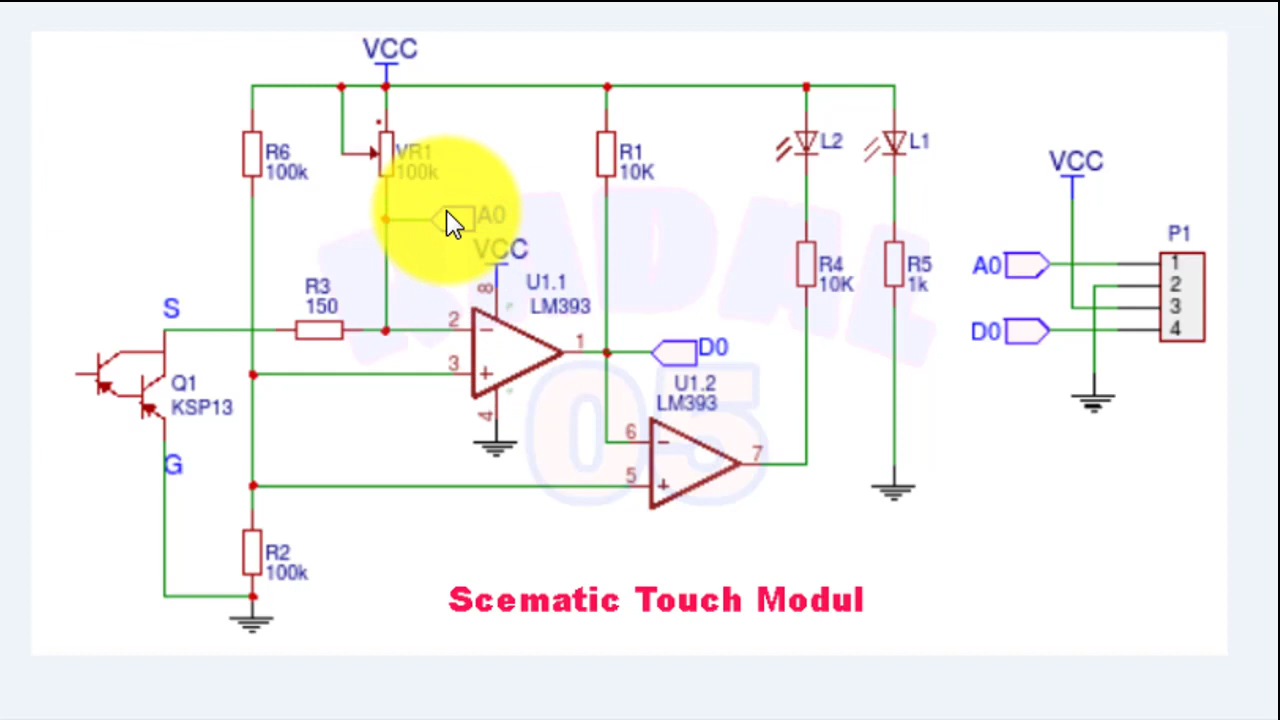 VCC
R6
100k
VR1
100k
R1
10K
L2
L1
VCC
A0
VCC
P1
R3
150
8
U1.1
LM393
R4
10K
R5
1k
A0
1
2
3
4
D0
S
2
3
1
D0
4
Q1
KSP13
U1.2
LM393
6
5
7
G
R2
100k
KADAL
05
Scematic Touch Modul